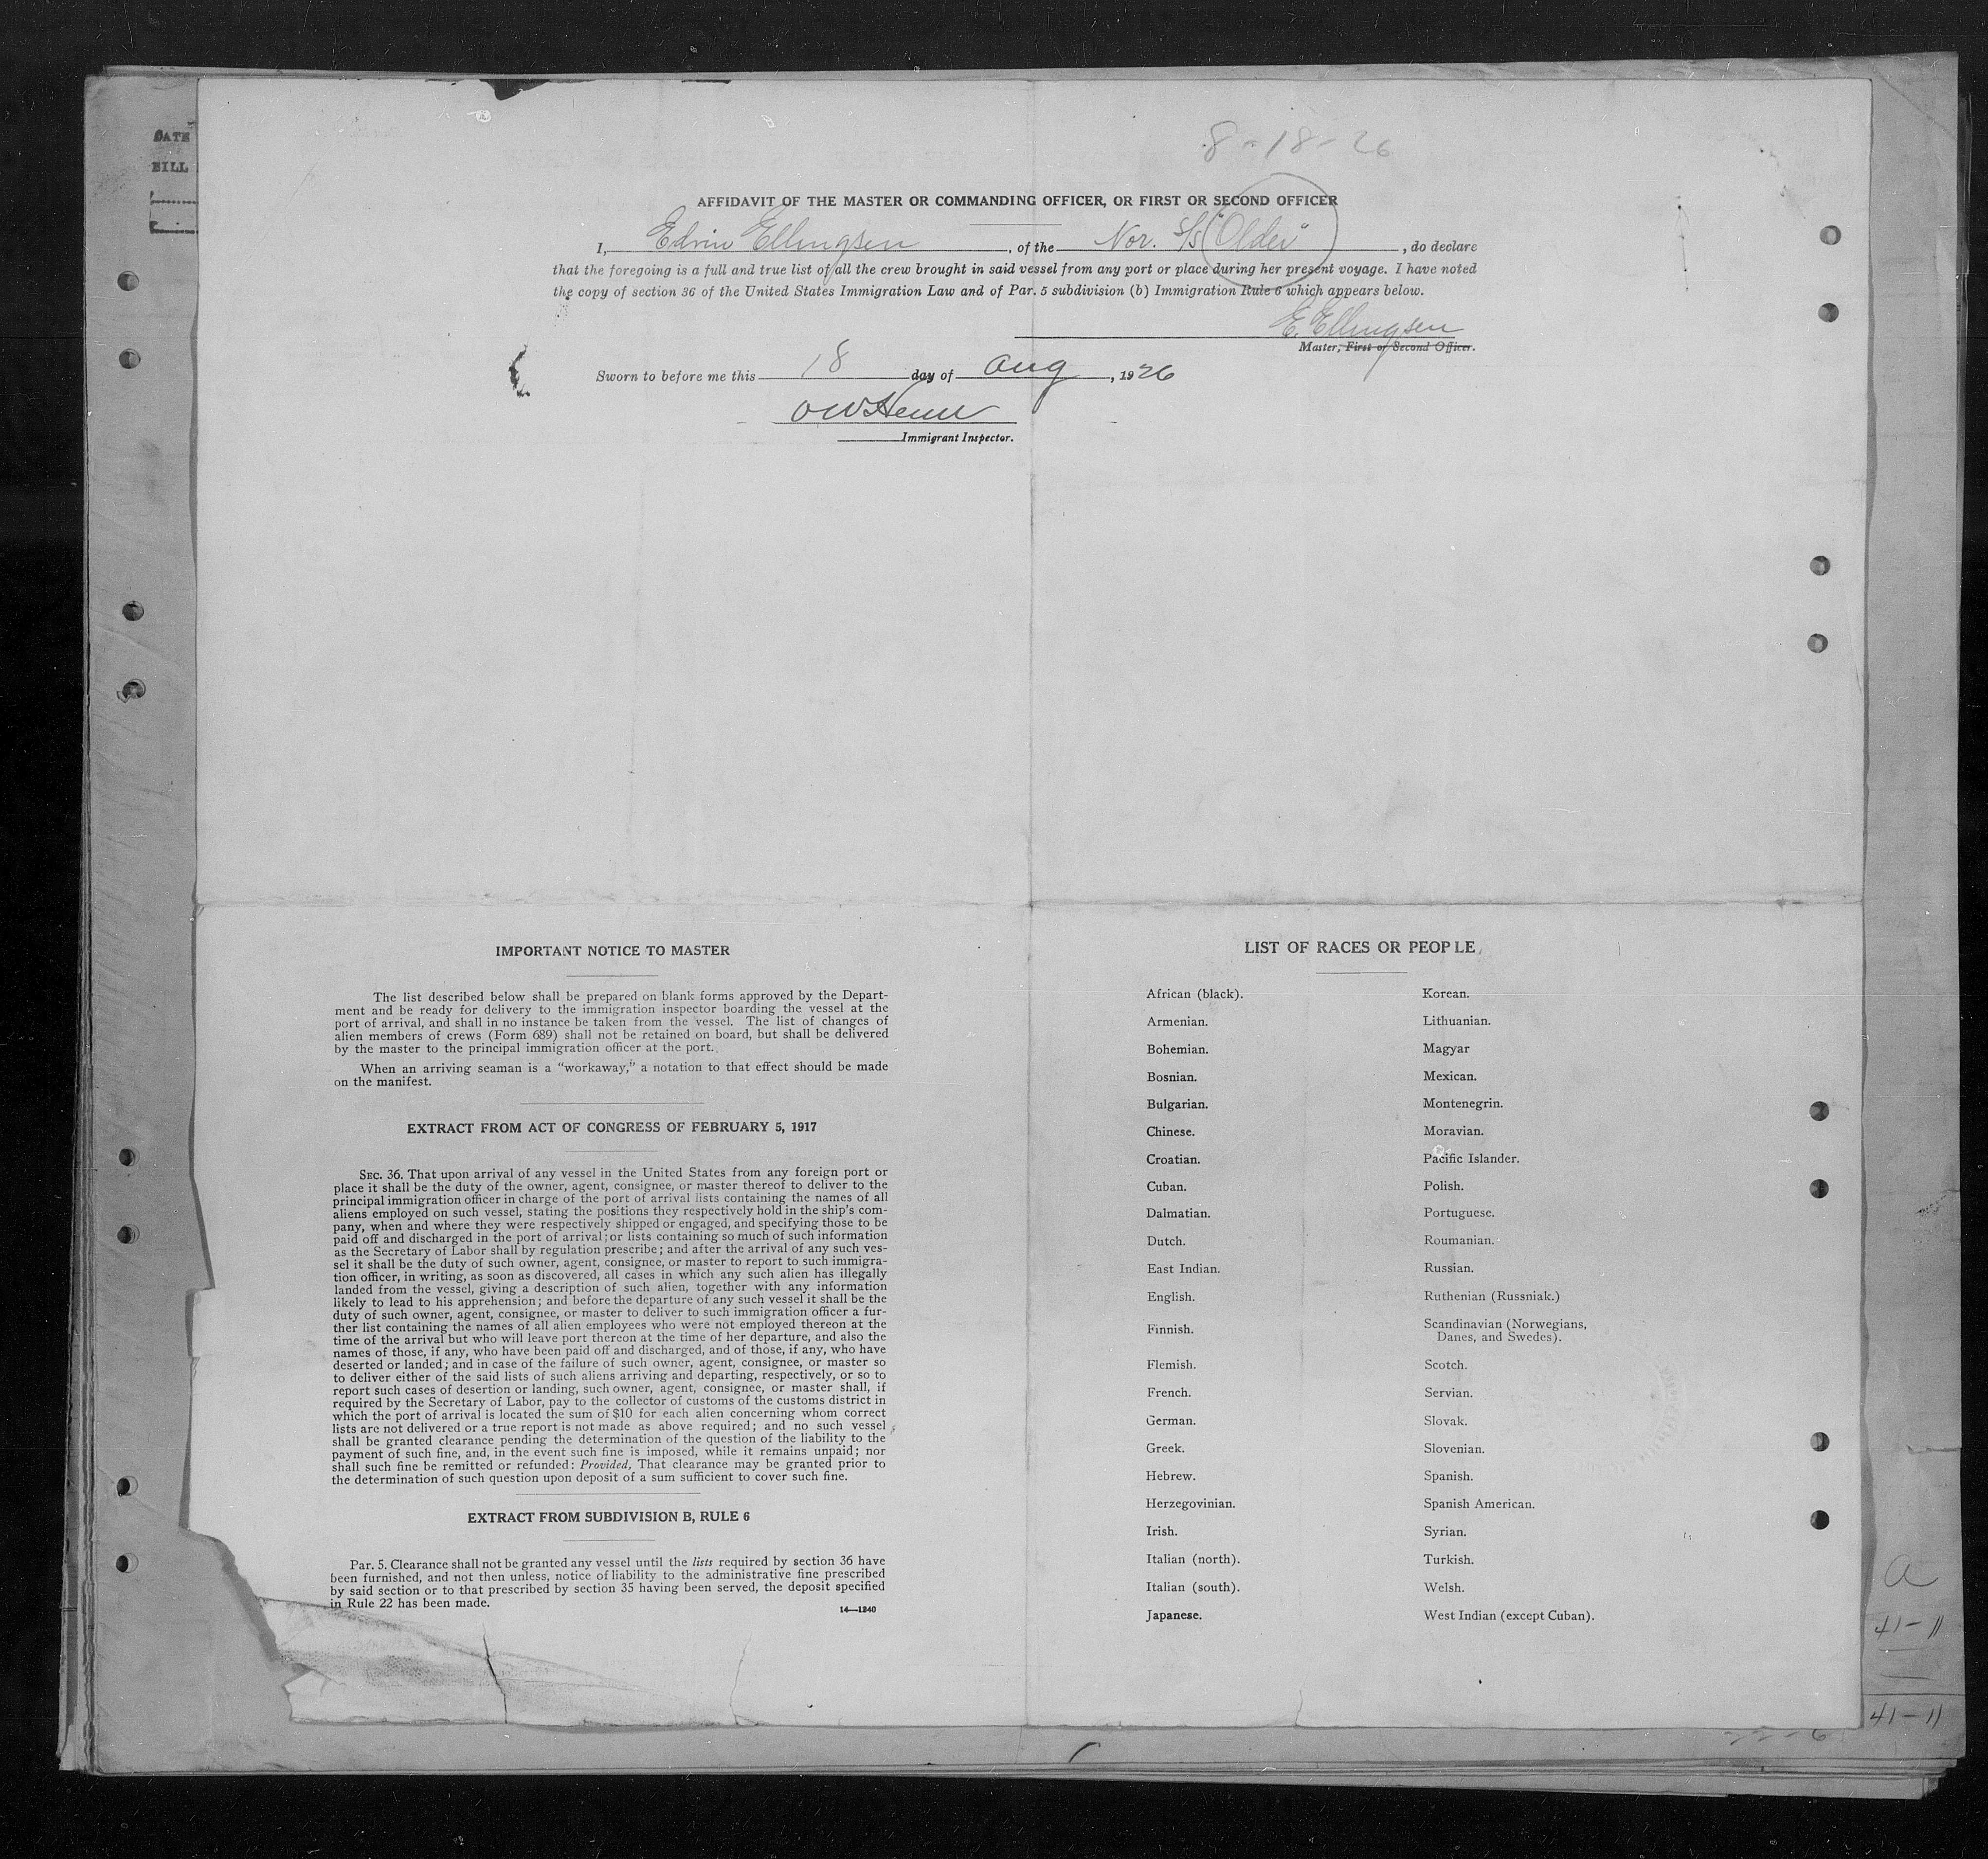 DATE
BILL
8-18-26
AFFIDAVIT OF THE MASTER OR COMMANDING OFFICER, OR FIRST OR SECOND OFFICER
I, Edvin Ellingsen, of the Nor. S/S "Older", do declare
that the foregoing is a full and true list of all the crew brought in said vessel from any port or place during her present voyage. I have noted
the copy of section 36 of the United States Immigration Law and of Par. 5 subdivision (b) Immigration Rule 6 which appears below.
E. Ellingsen
Master, First or Second Officer.
Sworn to before me this 18 day of Aug, 1926
Immigrant Inspector.
IMPORTANT NOTICE TO MASTER
The list described below shall be prepared on blank forms approved by the Depart-
ment and be ready for delivery to the immigration inspector boarding the vessel at the
port of arrival, and shall in no instance be taken from the vessel. The list of changes of
alien members of crews (Form 689) shall not be retained on board, but shall be delivered
by the master to the principal immigration officer at the port.
When an arriving seaman is a "workaway," a notation to that effect should be made
on the manifest.
EXTRACT FROM ACT OF CONGRESS OF FEBRUARY 5, 1917
SEC. 36. That upon arrival of any vessel in the United States from any foreign port or
place it shall be the duty of the owner, agent, consignee, or master thereof to deliver to the
principal immigration officer in charge of the port of arrival lists containing the names of all
aliens employed on such vessel, stating the positions they respectively hold in the ship's com-
pany, when and where they were respectively shipped or engaged, and specifying those to be
paid off and discharged in the port of arrival; or lists containing so much of such information
as the Secretary of Labor shall by regulation prescribe; and after the arrival of any such ves-
sel it shall be the duty of such owner, agent, consignee, or master to report to such immigra-
tion officer, in writing, as soon as discovered, all cases in which any such alien has illegally
landed from the vessel, giving a description of such alien, together with any information
likely to lead to his apprehension; and before the departure of any such vessel it shall be the
duty of such owner, agent, consignee, or master to deliver to such immigration officer a fur-
ther list containing the names of all alien employees who were not employed thereon at the
time of the arrival but who will leave port thereon at the time of her departure, and also the
names of those, if any, who have been paid off and discharged, and of those, if any, who have
deserted or landed; and in case of the failure of such owner, agent, consignee, or master so
to deliver either of the said lists of such aliens arriving and departing, respectively, or so to
report such cases of desertion or landing, such owner, agent, consignee, or master shall, if
required by the Secretary of Labor, pay to the collector of customs of the customs district in
which the port of arrival is located the sum of $10 for each alien concerning whom correct
lists are not delivered or a true report is not made as above required; and no such vessel
shall be granted clearance pending the determination of the question of the liability to the
payment of such fine, and, in the event such fine is imposed, while it remains unpaid; nor
shall such fine be remitted or refunded: Provided, That clearance may be granted prior to
the determination of such question upon deposit of a sum sufficient to cover such fine.
EXTRACT FROM SUBDIVISION B, RULE 6
Par. 5. Clearance shall not be granted any vessel until the lists required by section 36 have
been furnished, and not then unless, notice of liability to the administrative fine prescribed
by said section or to that prescribed by section 35 having been served, the deposit specified
in Rule 22 has been made.
14—1240
LIST OF RACES OR PEOPLE
African (black).
Armenian.
Bohemian.
Bosnian.
Bulgarian.
Chinese.
Croatian.
Cuban.
Dalmatian.
Dutch.
East Indian.
English.
Finnish.
Flemish.
French.
German.
Greek.
Hebrew.
Herzegovinian.
Irish.
Italian (north).
Italian (south).
Japanese.
Korean.
Lithuanian.
Magyar
Mexican.
Montenegrin.
Moravian.
Pacific Islander.
Polish.
Portuguese.
Roumanian.
Russian.
Ruthenian (Russniak.)
Scandinavian (Norwegians,
Danes, and Swedes).
Scotch.
Servian.
Slovak.
Slovenian.
Spanish.
Spanish American.
Syrian.
Turkish.
Welsh.
West Indian (except Cuban).
a
41-11
41-11